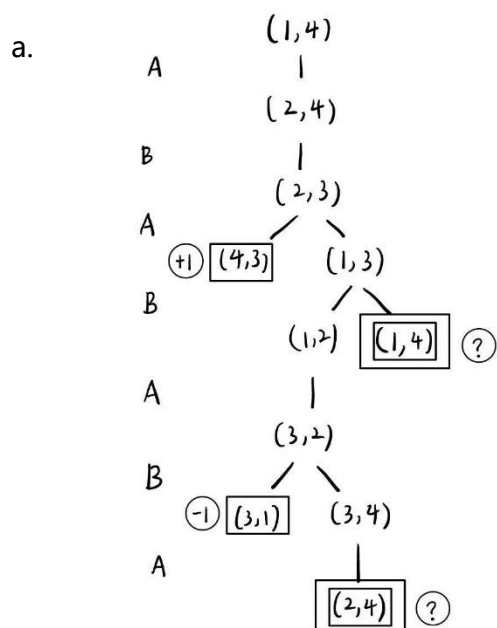 a.
(1,4)
A
(2,4)
B
(2,3)
A
+1 (4,3) (1,3)
B
(1,2) (1,4) ?
A
(3,2)
B
-1 (3,1) (3,4)
A
(2,4) ?